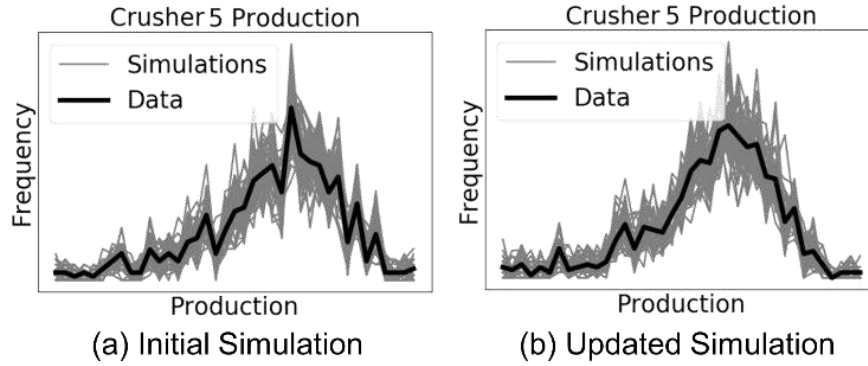 Crusher 5 Production
Simulations
Data
Frequency
Production
(a) Initial Simulation
Crusher 5 Production
Simulations
Data
Frequency
Production
(b) Updated Simulation